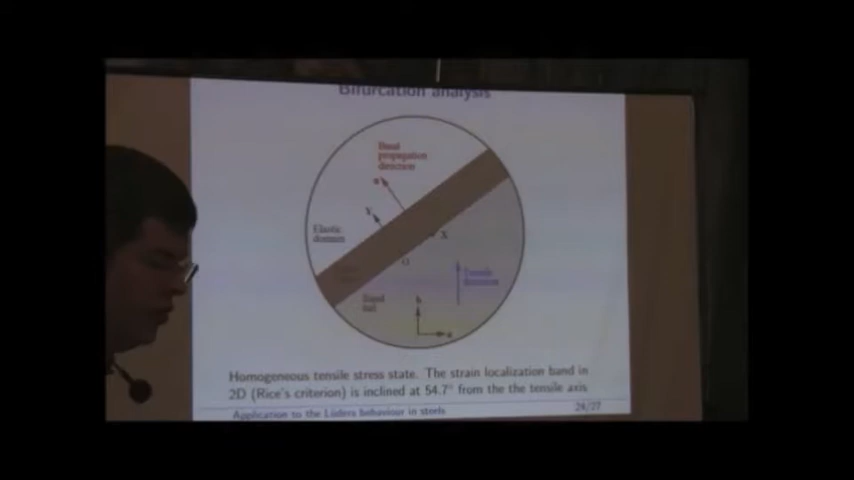 Bifurcation analysis
Band
propagation
direction
n
Y
Elastic
domain
X
O
Band
tail
Tensile
direction
b
a
Homogeneous tensile stress state. The strain localization band in
2D (Rice's criterion) is inclined at 54.7° from the the tensile axis
Application to the Lüders behaviour in steels